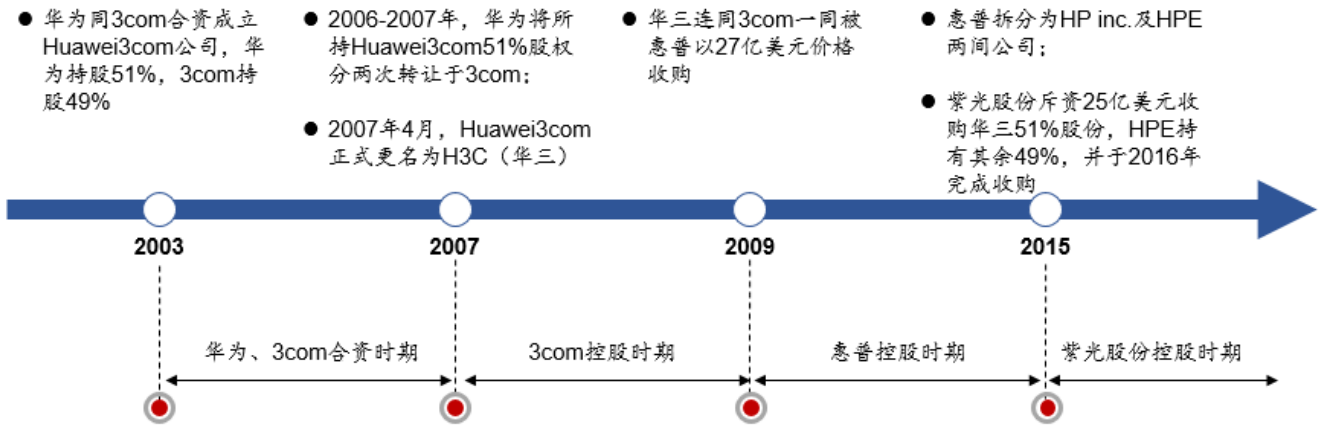 ● 华为同3com合资成立
Huawei3com公司，华
为持股51%，3com持
股49%
● 2006-2007年，华为将所
持Huawei3com51%股权
分两次转让于3com；
● 2007年4月，Huawei3com
正式更名为H3C（华三）
● 华三连同3com一同被
惠普以27亿美元价格
收购
● 惠普拆分为HP inc.及HPE
两间公司；
● 紫光股份斥资25亿美元收
购华三51%股份，HPE持
有其余49%，并于2016年
完成收购
2003
2007
2009
2015
华为、3com合资时期
3com控股时期
惠普控股时期
紫光股份控股时期